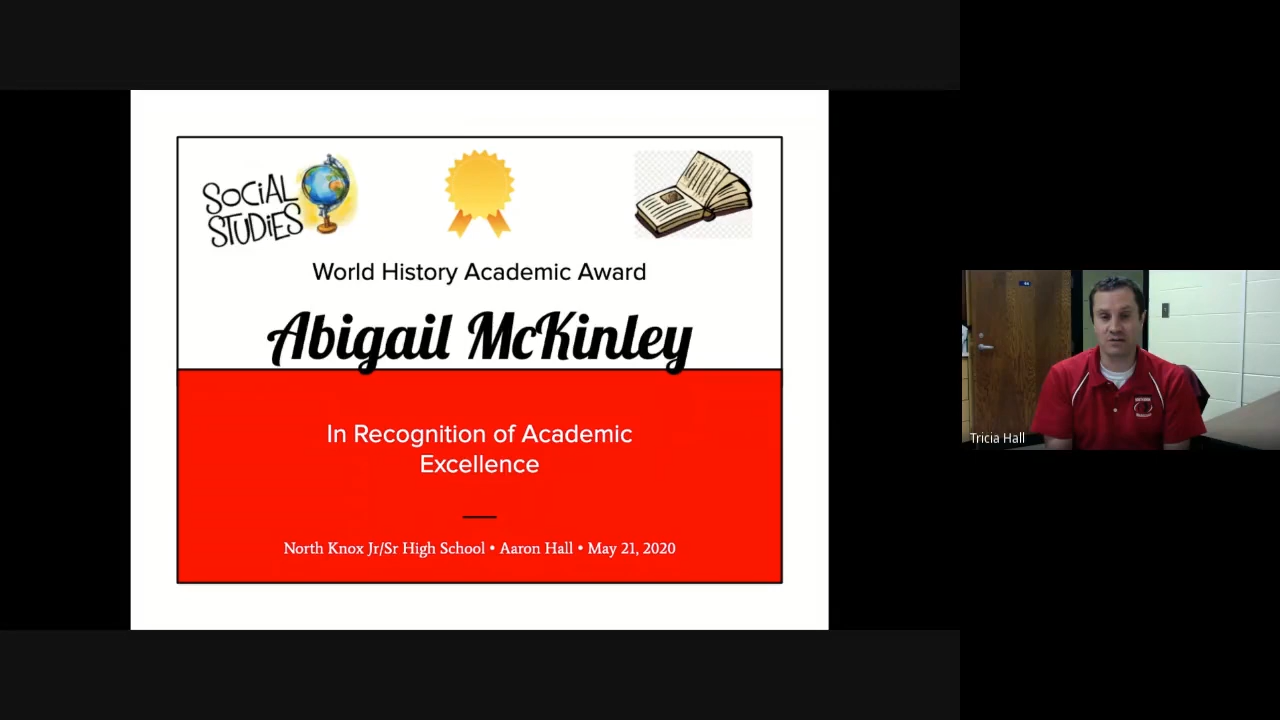 SOCIAL
STUDIES
World History Academic Award
Abigail McKinley
In Recognition of Academic
Excellence
North Knox Jr/Sr High School • Aaron Hall • May 21, 2020
Tricia Hall